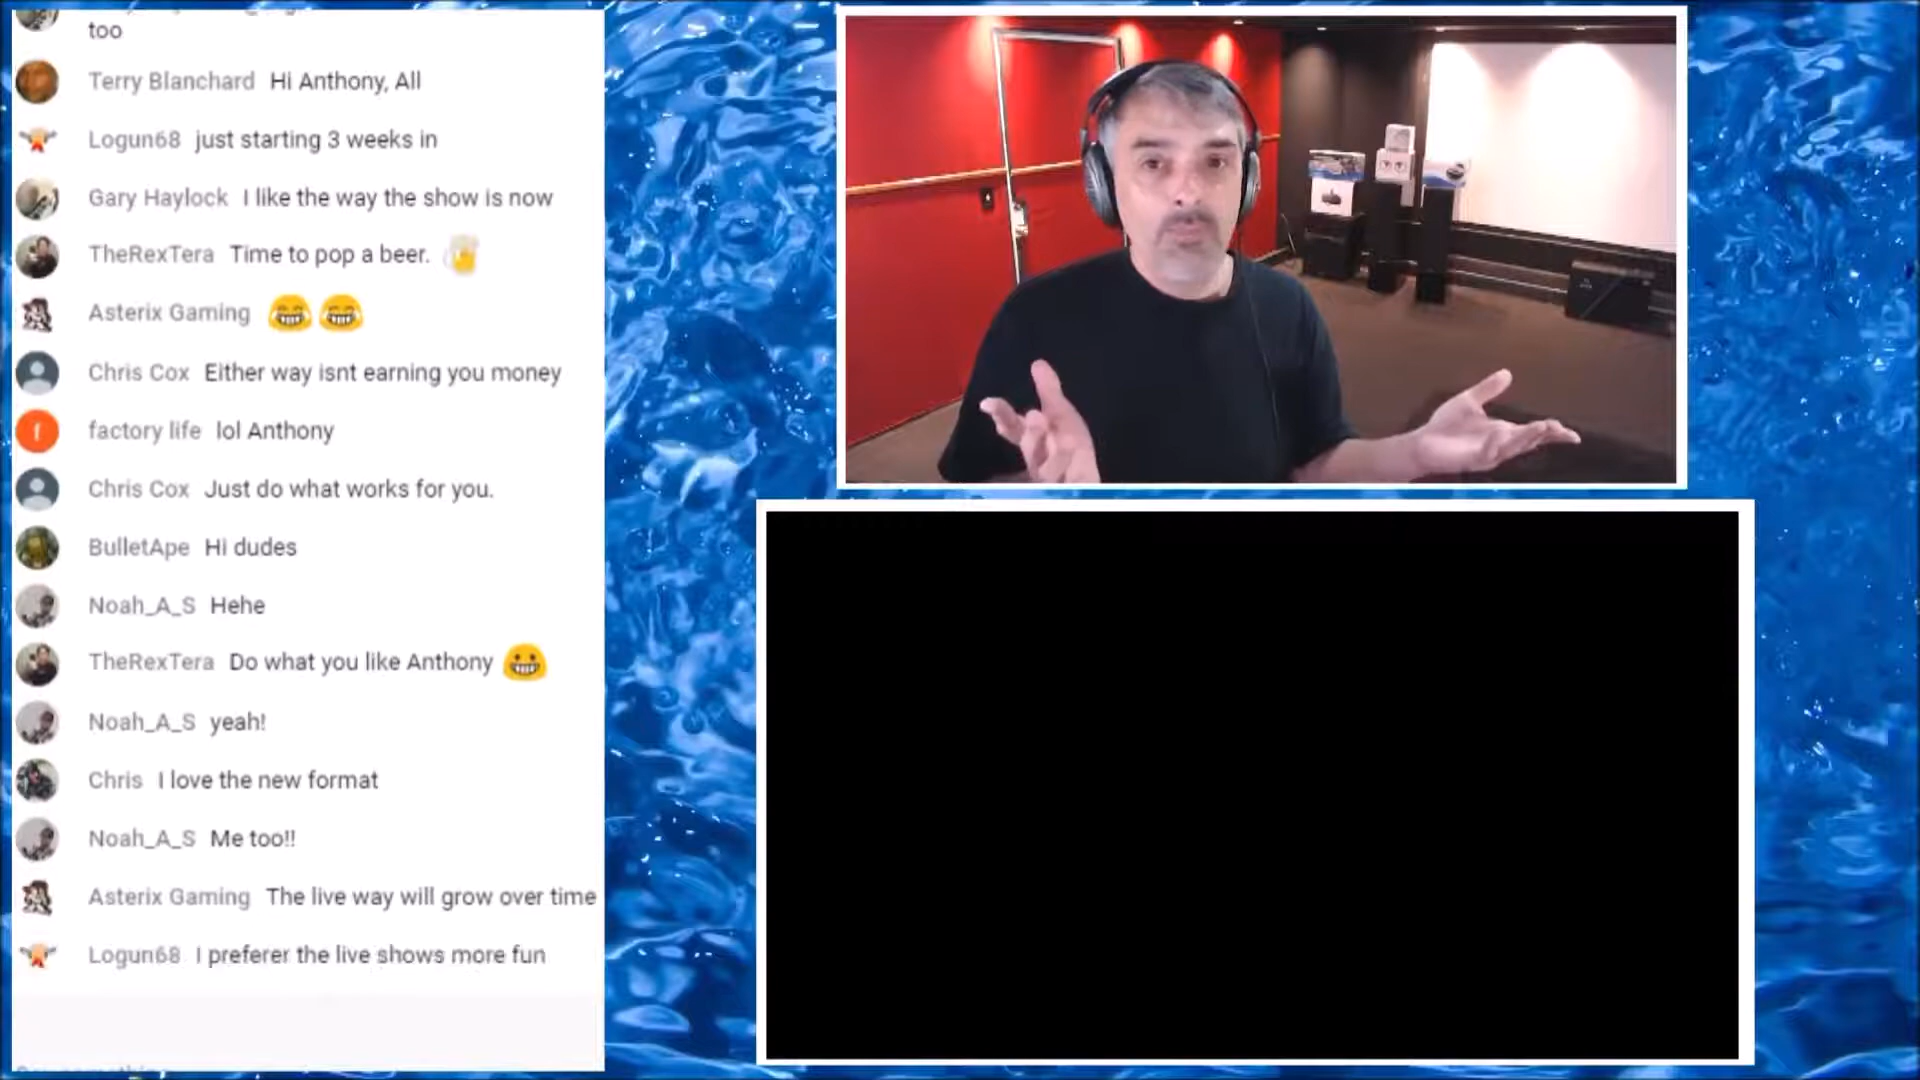 too
Terry Blanchard Hi Anthony, All
Logun68 just starting 3 weeks in
Gary Haylock I like the way the show is now
TheRexTera Time to pop a beer.
Asterix Gaming
Chris Cox Either way isnt earning you money
f factory life lol Anthony
Chris Cox Just do what works for you.
BulletApe Hi dudes
Noah_A_S Hehe
TheRexTera Do what you like Anthony
Noah_A_S yeah!
Chris I love the new format
Noah_A_S Me too!!
Asterix Gaming The live way will grow over time
Logun68 I preferer the live shows more fun